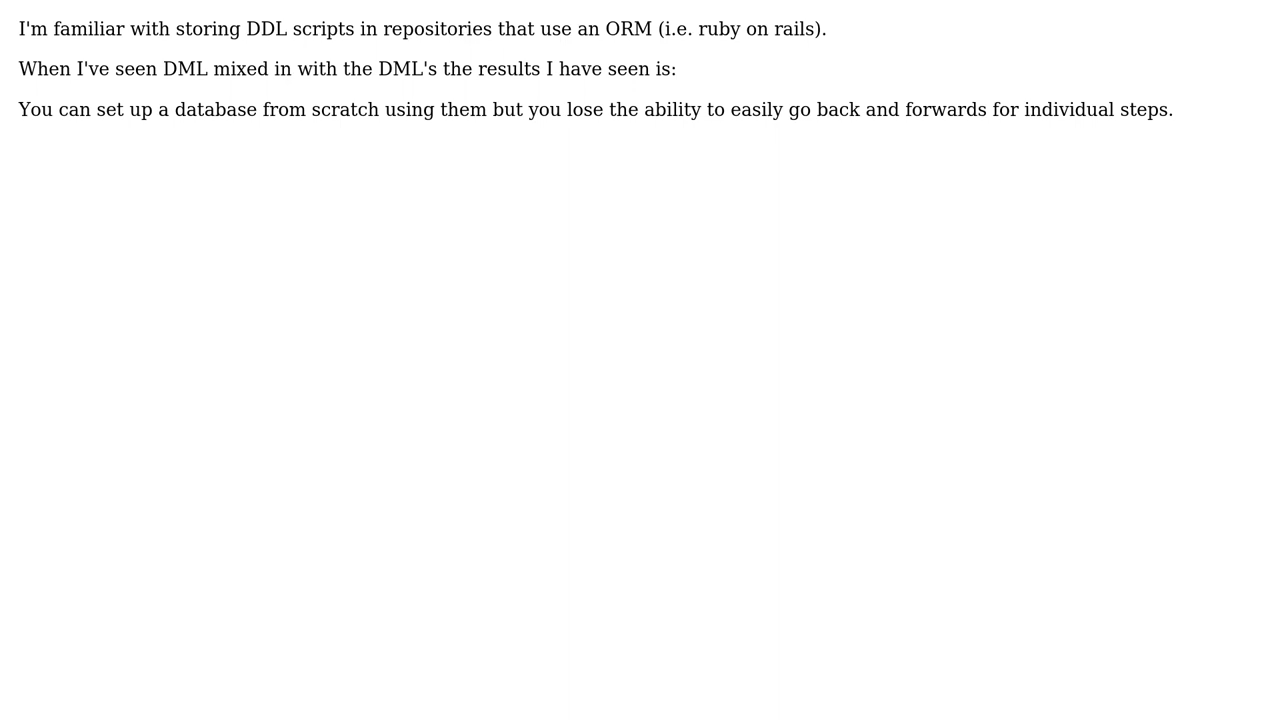 I'm familiar with storing DDL scripts in repositories that use an ORM (i.e. ruby on rails).
When I've seen DML mixed in with the DML's the results I have seen is:
You can set up a database from scratch using them but you lose the ability to easily go back and forwards for individual steps.